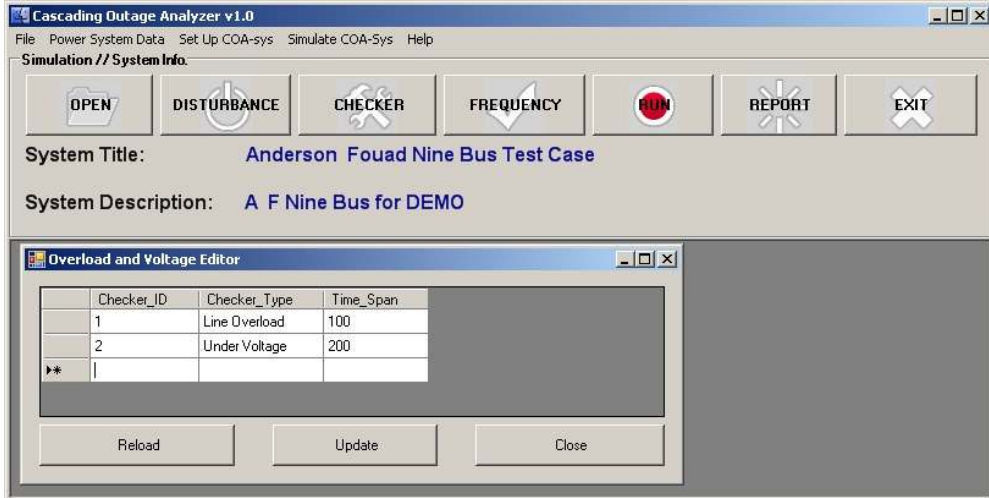 Cascading Outage Analyzer v1.0
File Power System Data Set Up COA-sys Simulate COA-Sys Help
Simulation // System Info.
OPEN DISTURBANCE CHECKER FREQUENCY RUN REPORT EXIT
System Title: Anderson Fouad Nine Bus Test Case
System Description: A F Nine Bus for DEMO
Overload and Voltage Editor
Checker_ID Checker_Type Time_Span
1 Line Overload 100
2 Under Voltage 200
Reload Update Close